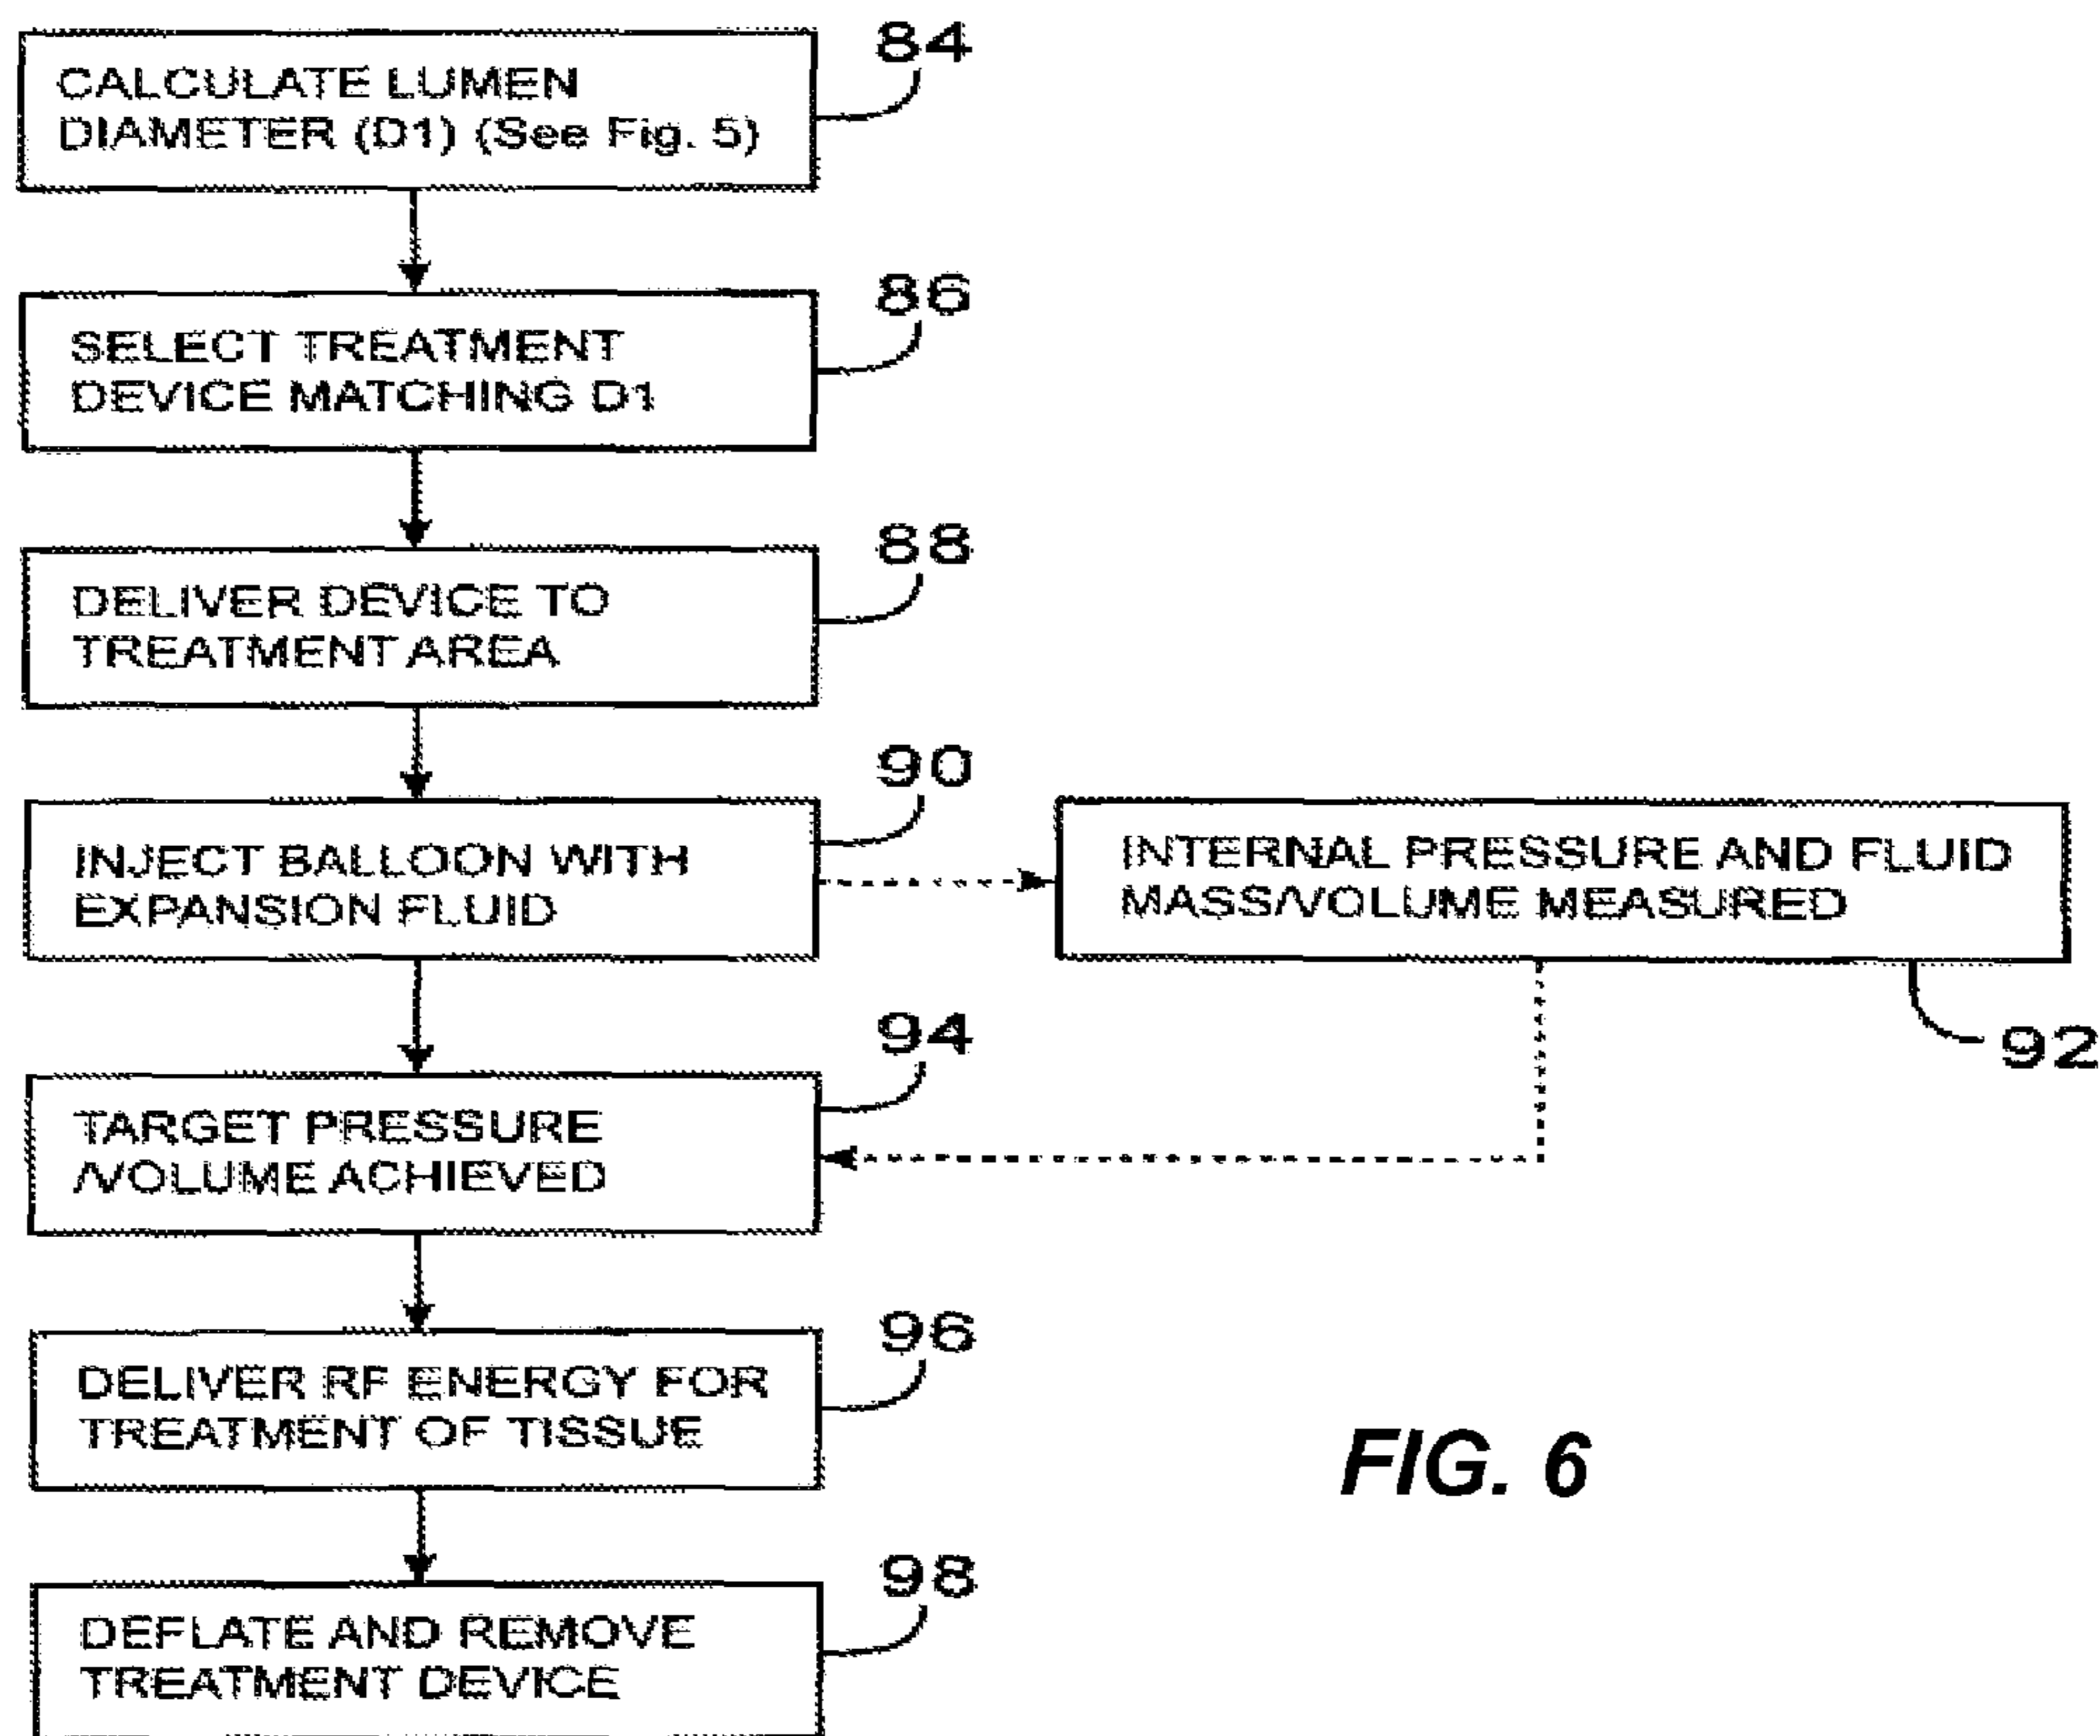 84
CALCULATE LUMEN
DIAMETER (D1) (See Fig. 5)
86
SELECT TREATMENT
DEVICE MATCHING D1
88
DELIVER DEVICE TO
TREATMENT AREA
90
INJECT BALLOON WITH
EXPANSION FLUID
INTERNAL PRESSURE AND FLUID
MASS/VOLUME MEASURED
92
94
TARGET PRESSURE
/VOLUME ACHIEVED
96
DELIVER RF ENERGY FOR
TREATMENT OF TISSUE
FIG. 6
98
DEFLATE AND REMOVE
TREATMENT DEVICE